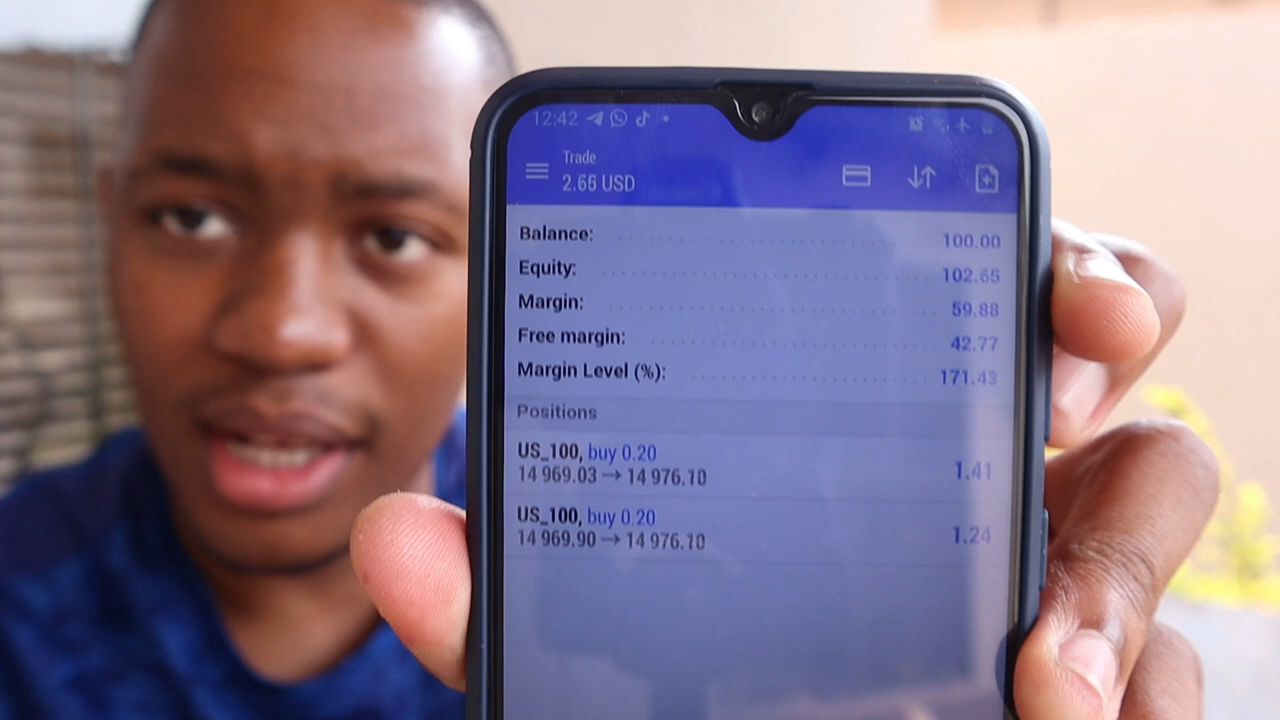 12:42
Trade
2.66 USD
Balance: 100.00
Equity: 102.65
Margin: 59.88
Free margin: 42.77
Margin Level (%): 171.43
Positions
US_100, buy 0.20
14 969.03 → 14 976.10 1.41
US_100, buy 0.20
14 969.90 → 14 976.10 1.24